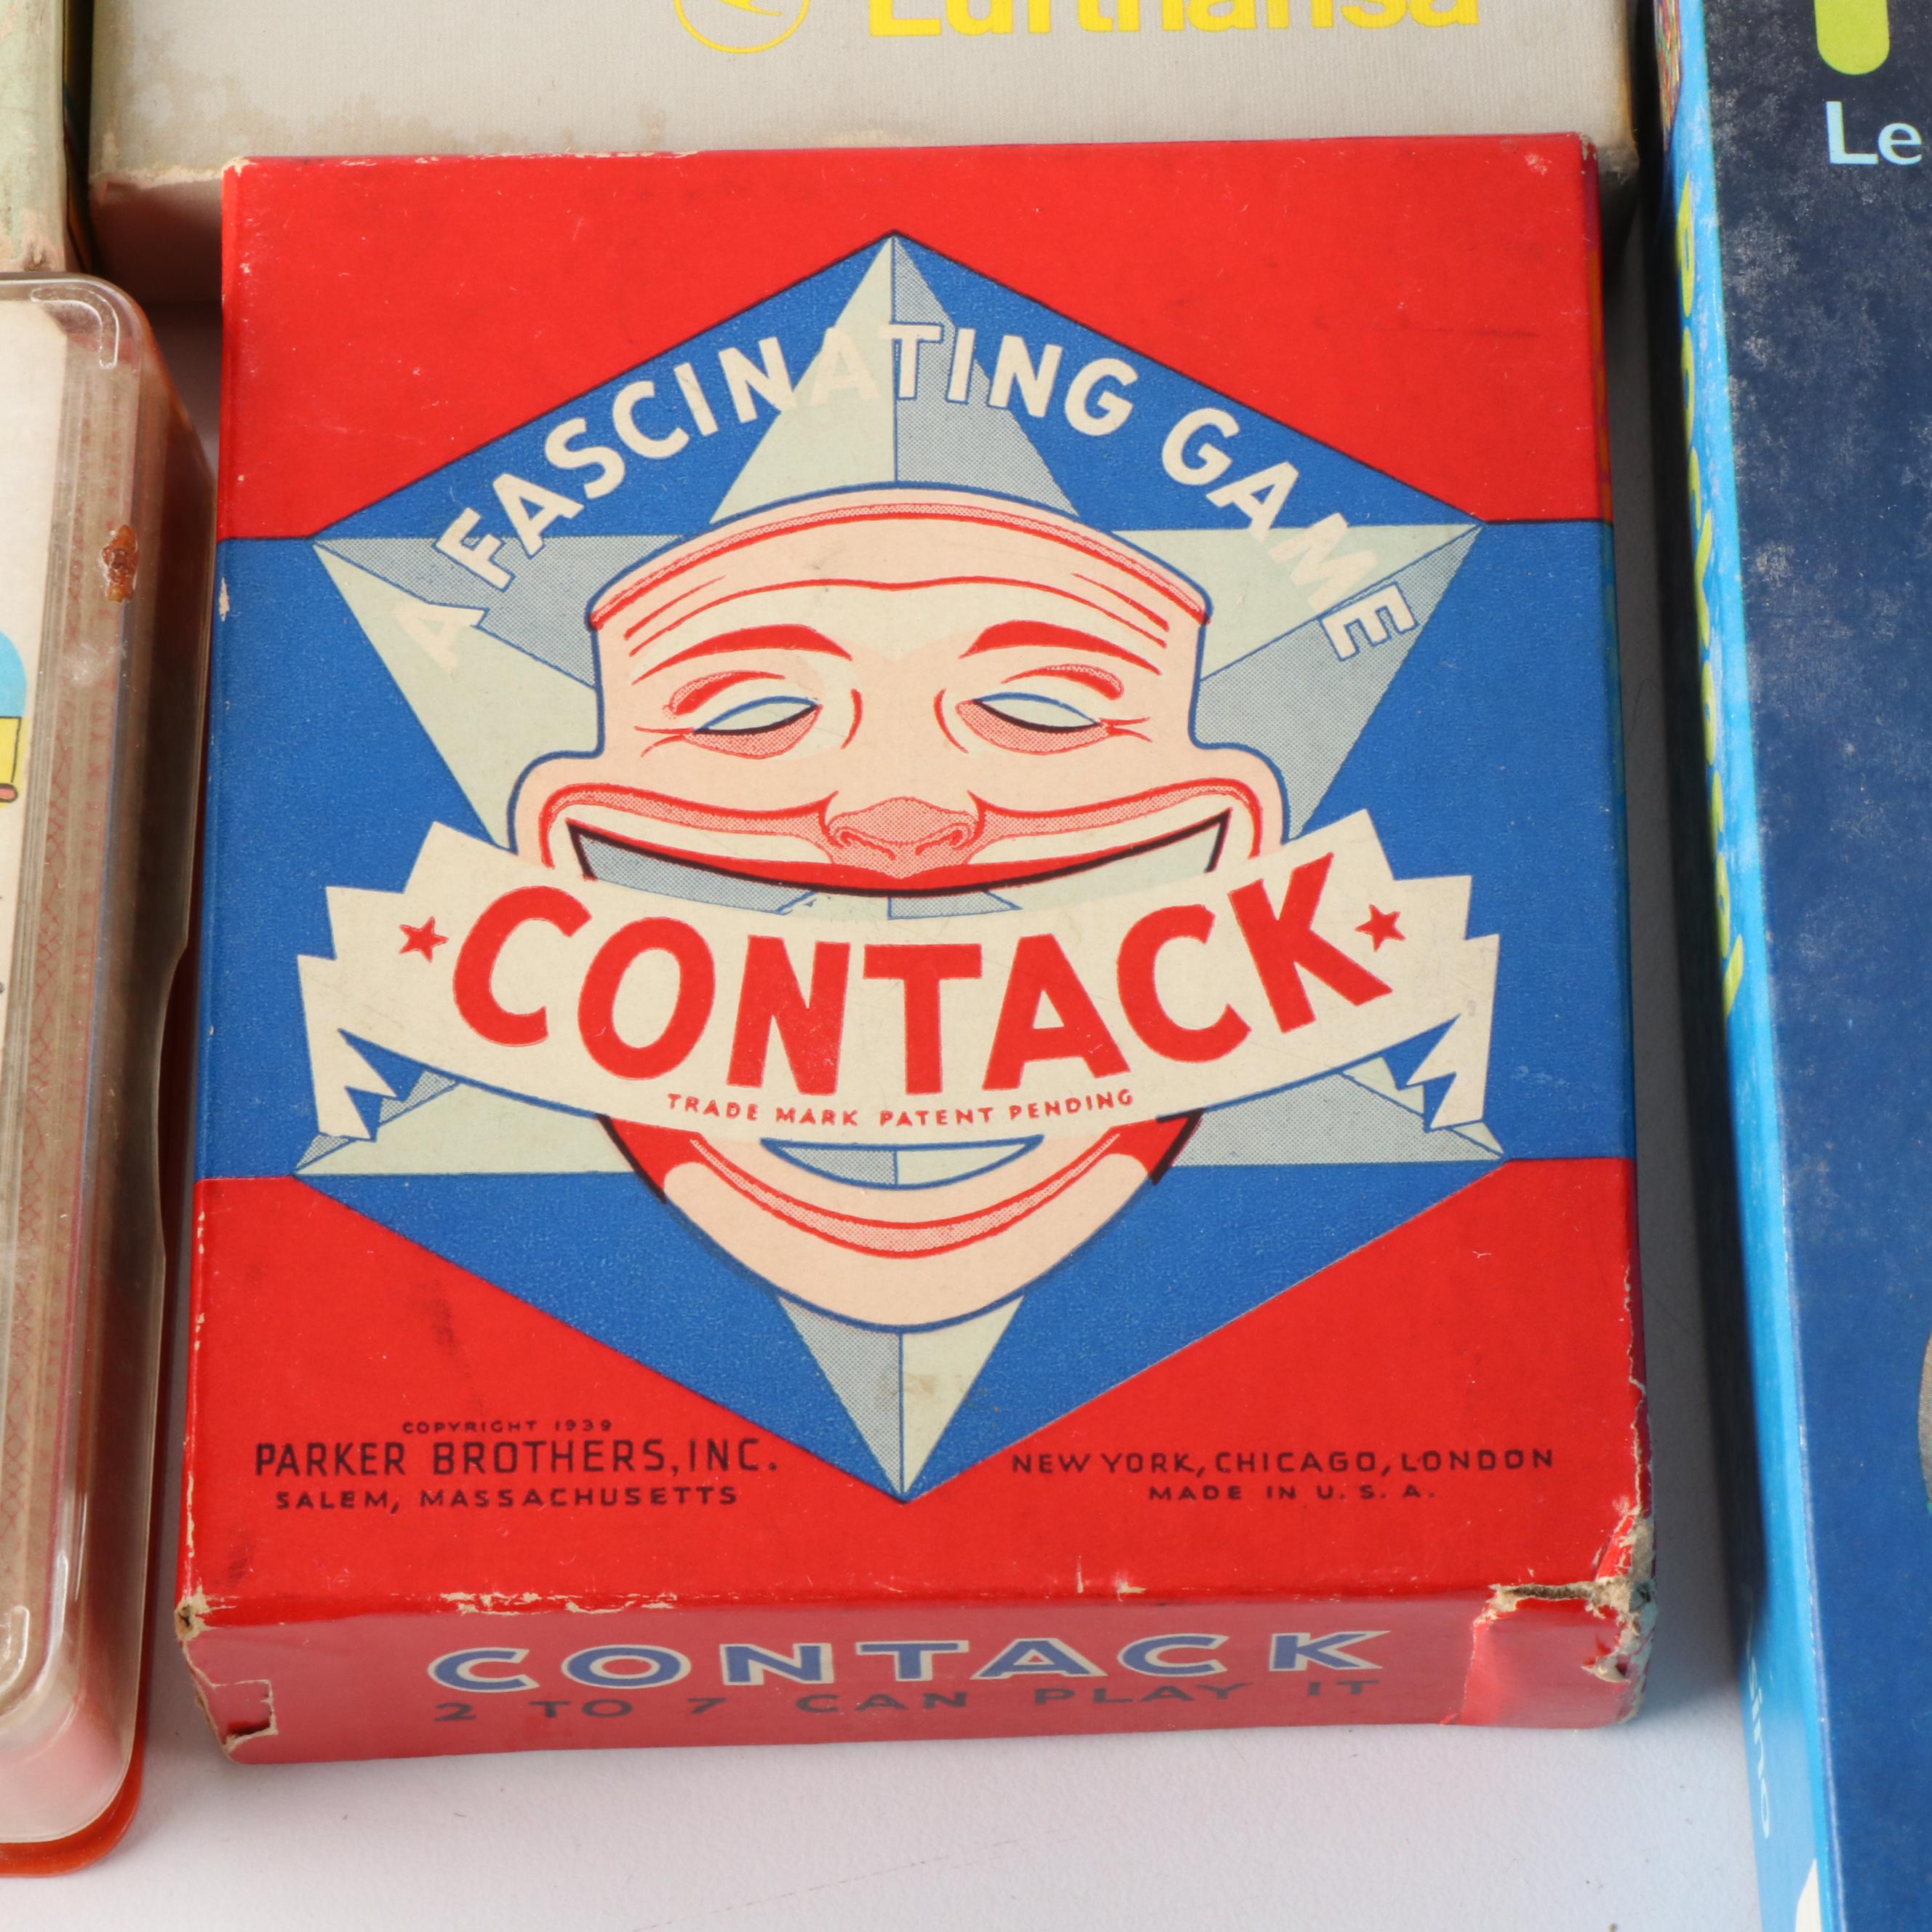 Lufthansa
Le
A FASCINATING GAME
★ CONTACK ★
TRADE MARK PATENT PENDING
COPYRIGHT 1939
PARKER BROTHERS, INC.
SALEM, MASSACHUSETTS
NEW YORK, CHICAGO, LONDON
MADE IN U. S. A.
CONTACK
2 TO 7 CAN PLAY IT